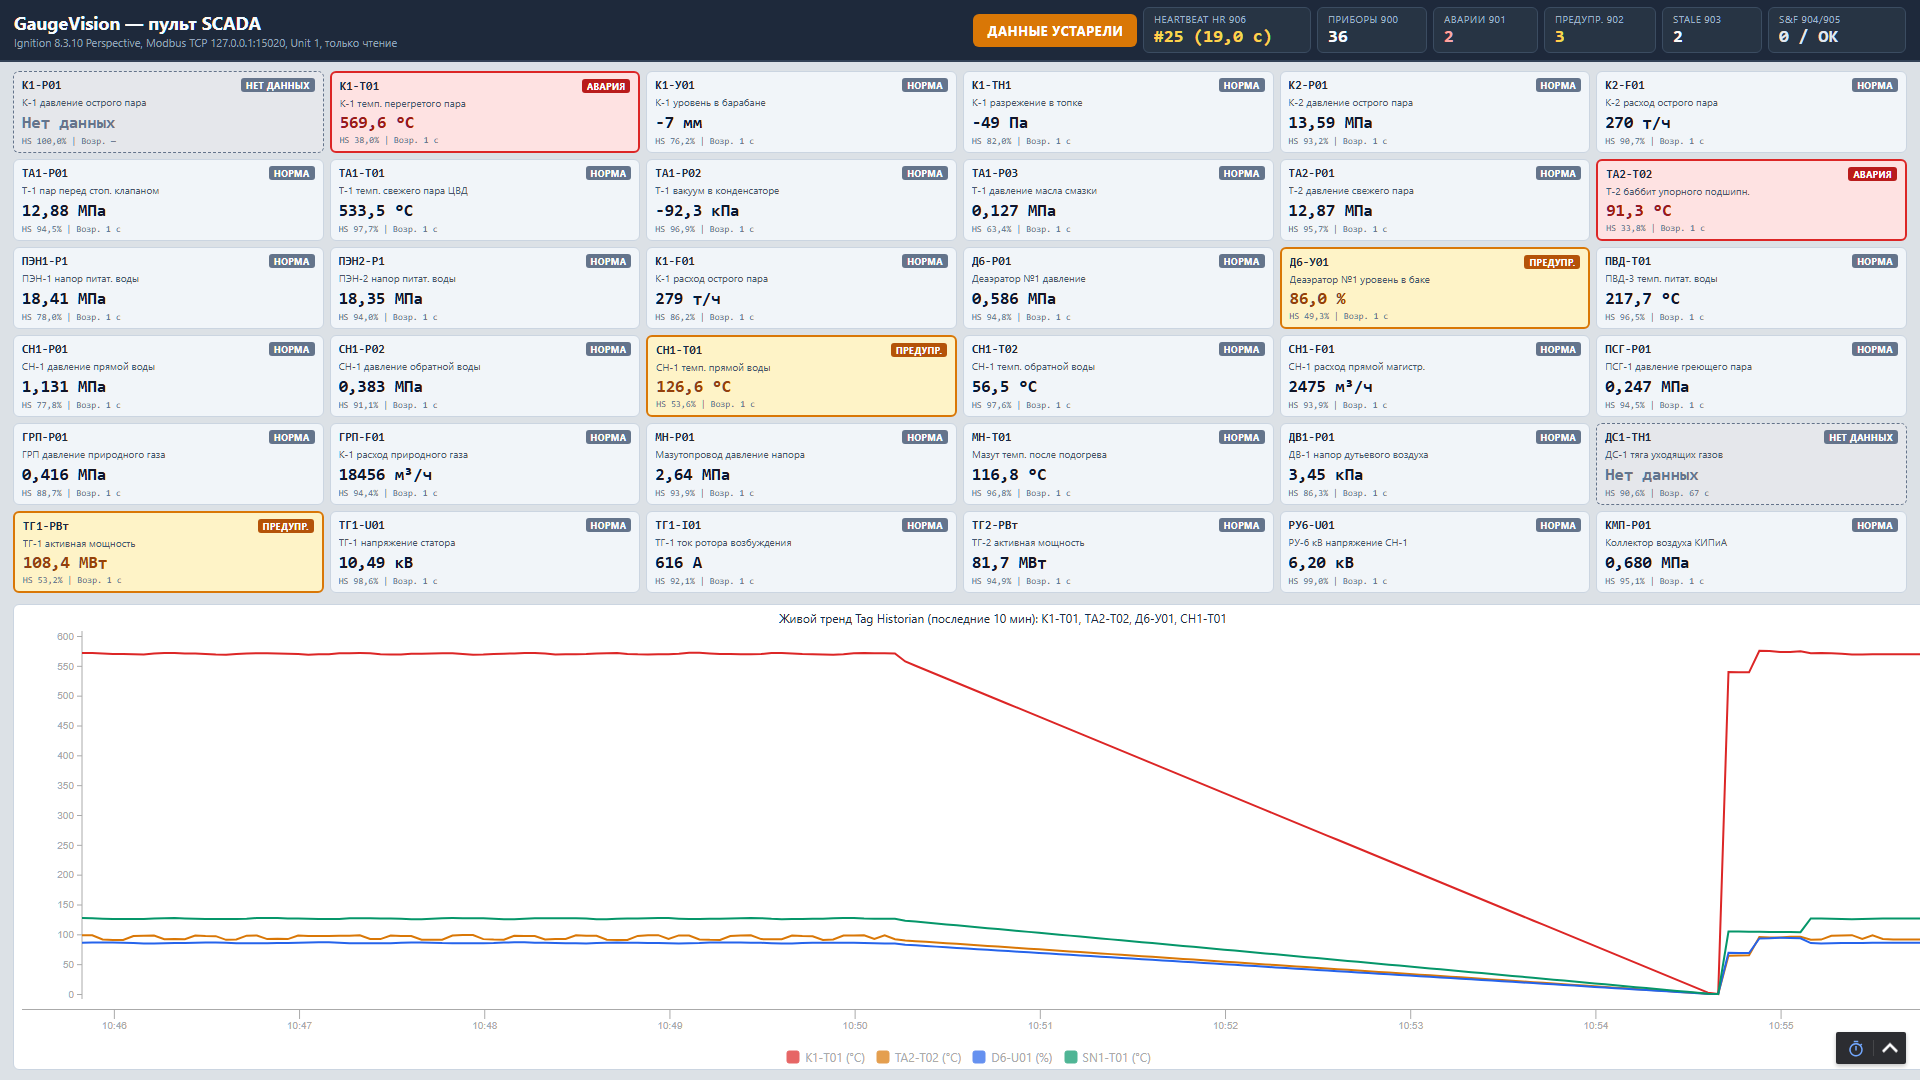 GaugeVision — пульт SCADA
Ignition 8.3.10 Perspective, Modbus TCP 127.0.0.1:15020, Unit 1, только чтение
ДАННЫЕ УСТАРЕЛИ
HEARTBEAT HR 906
#25 (19,0 с)
ПРИБОРЫ 900
36
АВАРИИ 901
2
ПРЕДУПР. 902
3
STALE 903
2
S&F 904/905
0 / OK
К1-Р01 НЕТ ДАННЫХ
К-1 давление острого пара
Нет данных
HS 100,0% | Возр. —
К1-Т01 АВАРИЯ
К-1 темп. перегретого пара
569,6 °C
HS 38,0% | Возр. 1 с
К1-У01 НОРМА
К-1 уровень в барабане
-7 мм
HS 76,2% | Возр. 1 с
К1-ТН1 НОРМА
К-1 разрежение в топке
-49 Па
HS 82,0% | Возр. 1 с
К2-Р01 НОРМА
К-2 давление острого пара
13,59 МПа
HS 93,2% | Возр. 1 с
К2-F01 НОРМА
К-2 расход острого пара
270 т/ч
HS 90,7% | Возр. 1 с
ТА1-Р01 НОРМА
Т-1 пар перед стоп. клапаном
12,88 МПа
HS 94,5% | Возр. 1 с
ТА1-Т01 НОРМА
Т-1 темп. свежего пара ЦВД
533,5 °C
HS 97,7% | Возр. 1 с
ТА1-Р02 НОРМА
Т-1 вакуум в конденсаторе
-92,3 кПа
HS 96,9% | Возр. 1 с
ТА1-Р03 НОРМА
Т-1 давление масла смазки
0,127 МПа
HS 63,4% | Возр. 1 с
ТА2-Р01 НОРМА
Т-2 давление свежего пара
12,87 МПа
HS 95,7% | Возр. 1 с
ТА2-Т02 АВАРИЯ
Т-2 баббит упорного подшипн.
91,3 °C
HS 33,8% | Возр. 1 с
ПЭН1-Р1 НОРМА
ПЭН-1 напор питат. воды
18,41 МПа
HS 78,0% | Возр. 1 с
ПЭН2-Р1 НОРМА
ПЭН-2 напор питат. воды
18,35 МПа
HS 94,0% | Возр. 1 с
К1-F01 НОРМА
К-1 расход острого пара
279 т/ч
HS 86,2% | Возр. 1 с
Д6-Р01 НОРМА
Деаэратор №1 давление
0,586 МПа
HS 94,8% | Возр. 1 с
Д6-У01 ПРЕДУПР.
Деаэратор №1 уровень в баке
86,0 %
HS 49,3% | Возр. 1 с
ПВД-Т01 НОРМА
ПВД-3 темп. питат. воды
217,7 °C
HS 96,5% | Возр. 1 с
СН1-Р01 НОРМА
СН-1 давление прямой воды
1,131 МПа
HS 77,8% | Возр. 1 с
СН1-Р02 НОРМА
СН-1 давление обратной воды
0,383 МПа
HS 91,1% | Возр. 1 с
СН1-Т01 ПРЕДУПР.
СН-1 темп. прямой воды
126,6 °C
HS 53,6% | Возр. 1 с
СН1-Т02 НОРМА
СН-1 темп. обратной воды
56,5 °C
HS 97,6% | Возр. 1 с
СН1-F01 НОРМА
СН-1 расход прямой магистр.
2475 м³/ч
HS 93,9% | Возр. 1 с
ПСГ-Р01 НОРМА
ПСГ-1 давление греющего пара
0,247 МПа
HS 94,5% | Возр. 1 с
ГРП-Р01 НОРМА
ГРП давление природного газа
0,416 МПа
HS 88,7% | Возр. 1 с
ГРП-F01 НОРМА
К-1 расход природного газа
18456 м³/ч
HS 94,4% | Возр. 1 с
МН-Р01 НОРМА
Мазутопровод давление напора
2,64 МПа
HS 93,9% | Возр. 1 с
МН-Т01 НОРМА
Мазут темп. после подогрева
116,8 °C
HS 96,8% | Возр. 1 с
ДВ1-Р01 НОРМА
ДВ-1 напор дутьевого воздуха
3,45 кПа
HS 86,3% | Возр. 1 с
ДС1-ТН1 НЕТ ДАННЫХ
ДС-1 тяга уходящих газов
Нет данных
HS 90,6% | Возр. 67 с
ТГ1-РВт ПРЕДУПР.
ТГ-1 активная мощность
108,4 МВт
HS 53,2% | Возр. 1 с
ТГ1-U01 НОРМА
ТГ-1 напряжение статора
10,49 кВ
HS 98,6% | Возр. 1 с
ТГ1-I01 НОРМА
ТГ-1 ток ротора возбуждения
616 А
HS 92,1% | Возр. 1 с
ТГ2-РВт НОРМА
ТГ-2 активная мощность
81,7 МВт
HS 94,9% | Возр. 1 с
РУ6-U01 НОРМА
РУ-6 кВ напряжение СН-1
6,20 кВ
HS 99,0% | Возр. 1 с
КМП-Р01 НОРМА
Коллектор воздуха КИПиА
0,680 МПа
HS 95,1% | Возр. 1 с
Живой тренд Tag Historian (последние 10 мин): К1-Т01, ТА2-Т02, Д6-У01, СН1-Т01
600
550
500
450
400
350
300
250
200
150
100
50
0
10:46 10:47 10:48 10:49 10:50 10:51 10:52 10:53 10:54 10:55
K1-T01 (°C) TA2-T02 (°C) D6-U01 (%) SN1-T01 (°C)